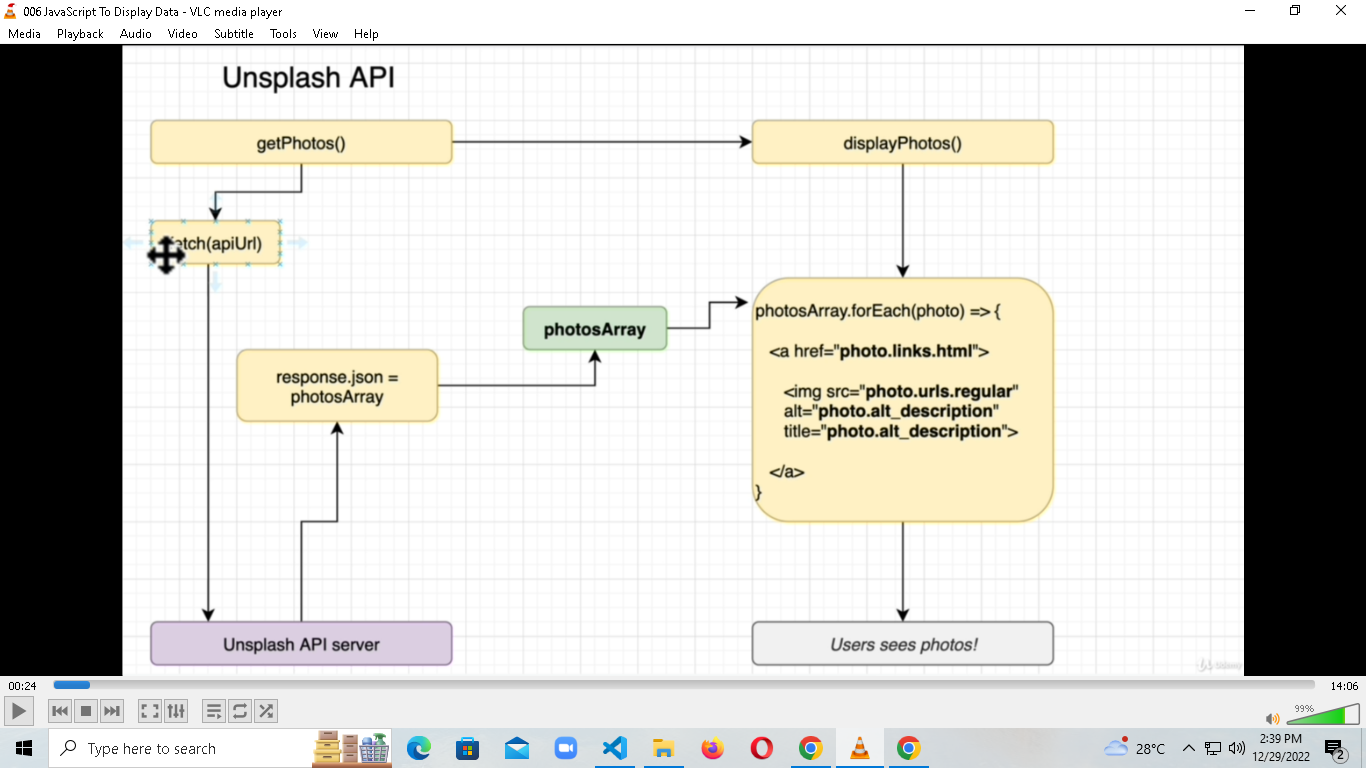 006 JavaScript To Display Data - VLC media player
Media Playback Audio Video Subtitle Tools View Help
Unsplash API
getPhotos()
displayPhotos()
etch(apiUrl)
photosArray
response.json =
photosArray
photosArray.forEach(photo) => {
<a href="photo.links.html">
<img src="photo.urls.regular"
alt="photo.alt_description"
title="photo.alt_description">
</a>
}
Unsplash API server
Users sees photos!
00:24
14:06
99%
Type here to search
28°C
2:39 PM
12/29/2022
2